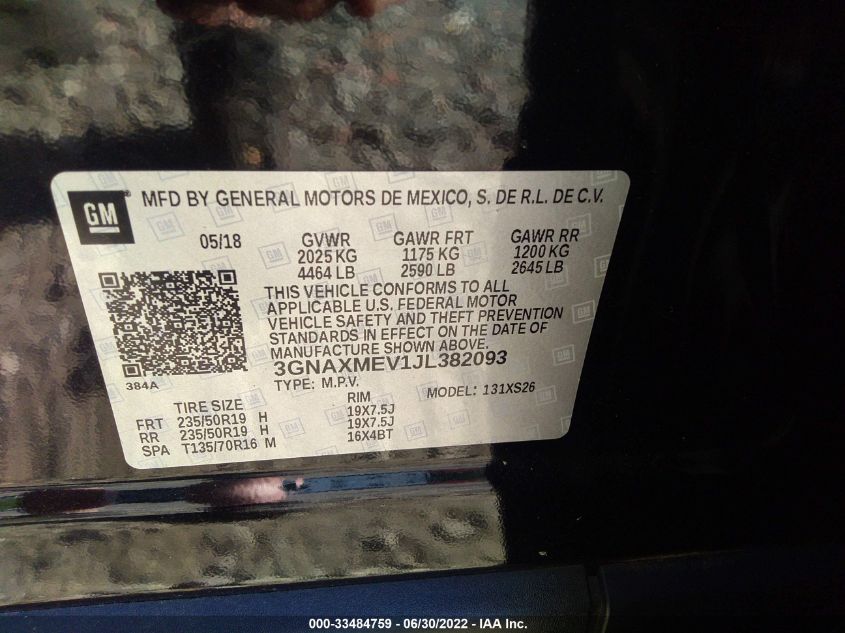 GM
MFD BY GENERAL MOTORS DE MEXICO, S. DE R.L. DE C.V.
05/18 GVWR GAWR FRT GAWR RR
2025 KG 1175 KG 1200 KG
4464 LB 2590 LB 2645 LB
THIS VEHICLE CONFORMS TO ALL
APPLICABLE U.S. FEDERAL MOTOR
VEHICLE SAFETY AND THEFT PREVENTION
STANDARDS IN EFFECT ON THE DATE OF
MANUFACTURE SHOWN ABOVE.
3GNAXMEV1JL382093
384A TYPE: M.P.V. MODEL: 131XS26
TIRE SIZE RIM
FRT 235/50R19 H 19X7.5J
RR 235/50R19 H 19X7.5J
SPA T135/70R16 M 16X4BT
000-33484759 - 06/30/2022 - IAA Inc.